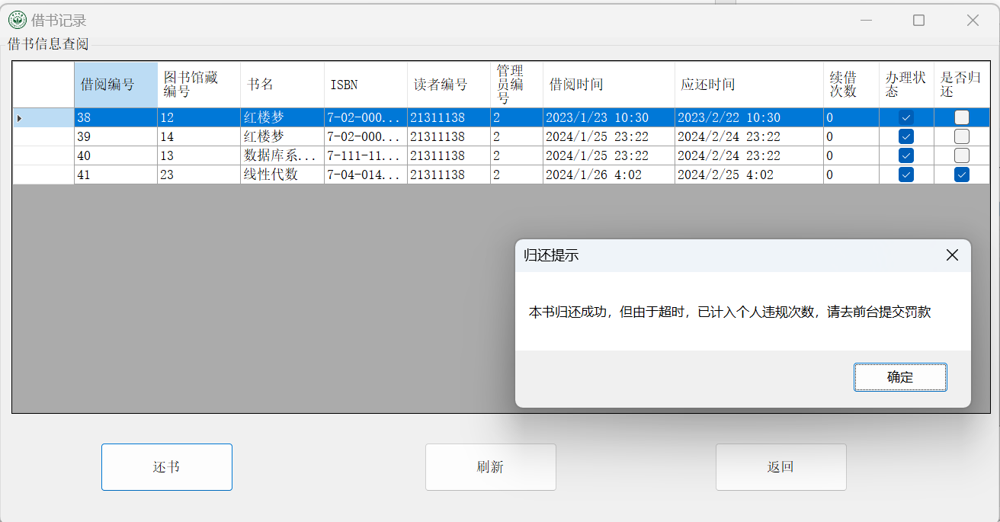 借书记录
借书信息查阅
借阅编号 图书馆藏编号 书名 ISBN 读者编号 管理员编号 借阅时间 应还时间 续借次数 办理状态 是否归还
38 12 红楼梦 7-02-000... 21311138 2 2023/1/23 10:30 2023/2/22 10:30 0
39 14 红楼梦 7-02-000... 21311138 2 2024/1/25 23:22 2024/2/24 23:22 0
40 13 数据库系... 7-111-11... 21311138 2 2024/1/25 23:22 2024/2/24 23:22 0
41 23 线性代数 7-04-014... 21311138 2 2024/1/26 4:02 2024/2/25 4:02 0
归还提示
本书归还成功，但由于超时，已计入个人违规次数，请去前台提交罚款
确定
还书 刷新 返回